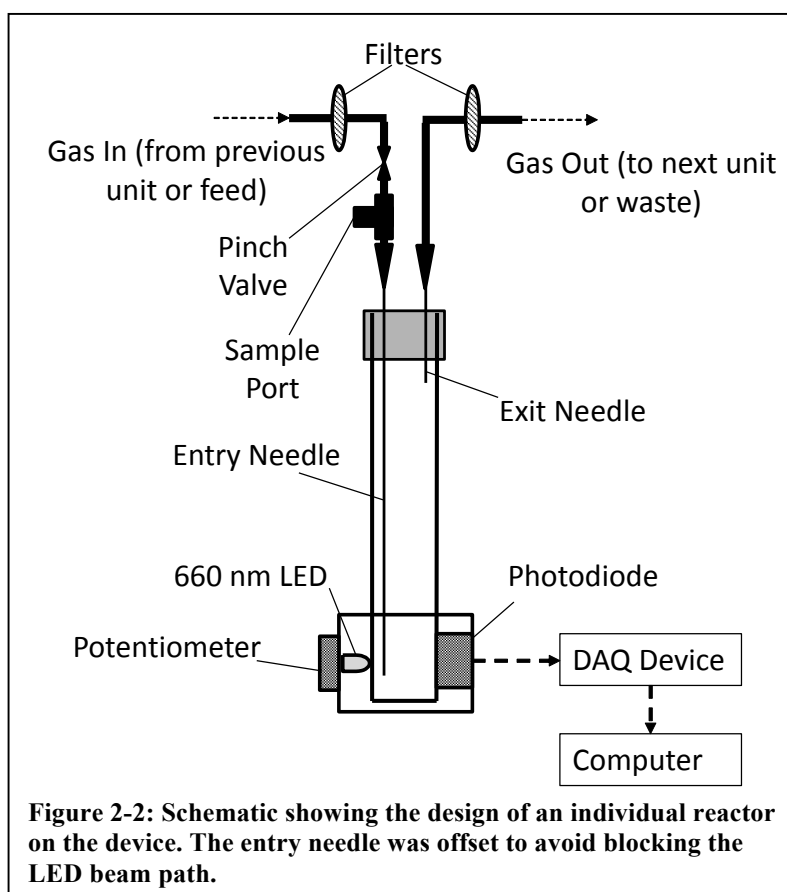 Filters
Gas In (from previous
unit or feed)
Gas Out (to next unit
or waste)
Pinch
Valve
Sample
Port
Exit Needle
Entry Needle
660 nm LED
Photodiode
Potentiometer
DAQ Device
Computer
Figure 2-2: Schematic showing the design of an individual reactor
on the device. The entry needle was offset to avoid blocking the
LED beam path.